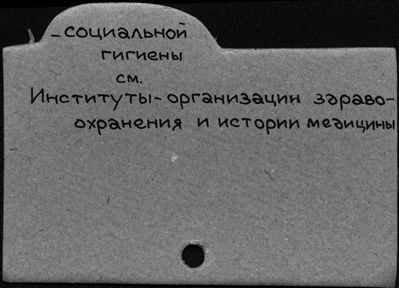 -социальной
гигиены
см.
Институты-организации здраво-
охранения и истории медицины